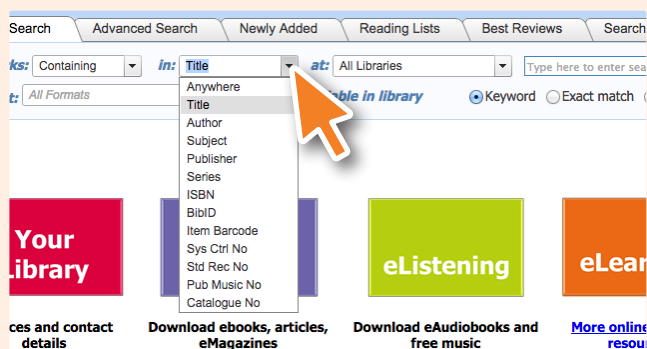 Search Advanced Search Newly Added Reading Lists Best Reviews Search
ks: Containing in: Title at: All Libraries Type here to enter sea
t: All Formats ble in library Keyword Exact match
Anywhere
Title
Author
Subject
Publisher
Series
ISBN
BibID
Item Barcode
Sys Ctrl No
Std Rec No
Pub Music No
Catalogue No
Your
ibrary
eListening
eLear
ces and contact
details
Download ebooks, articles,
eMagazines
Download eAudiobooks and
free music
More online
resou